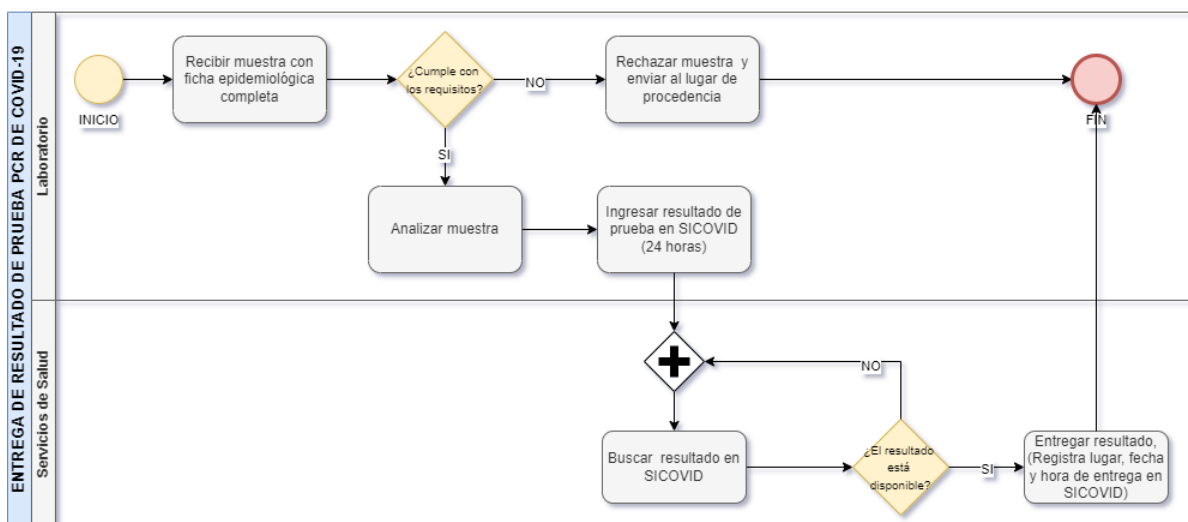 ENTREGA DE RESULTADO DE PRUEBA PCR DE COVID-19
Laboratorio
INICIO
Recibir muestra con
ficha epidemiológica
completa
¿Cumple con
los requisitos?
NO
Rechazar muestra y
enviar al lugar de
procedencia
FIN
SI
Analizar muestra
Ingresar resultado de
prueba en SICOVID
(24 horas)
Servicios de Salud
NO
Buscar resultado en
SICOVID
¿El resultado
está
disponible?
SI
Entregar resultado,
(Registra lugar, fecha
y hora de entrega en
SICOVID)